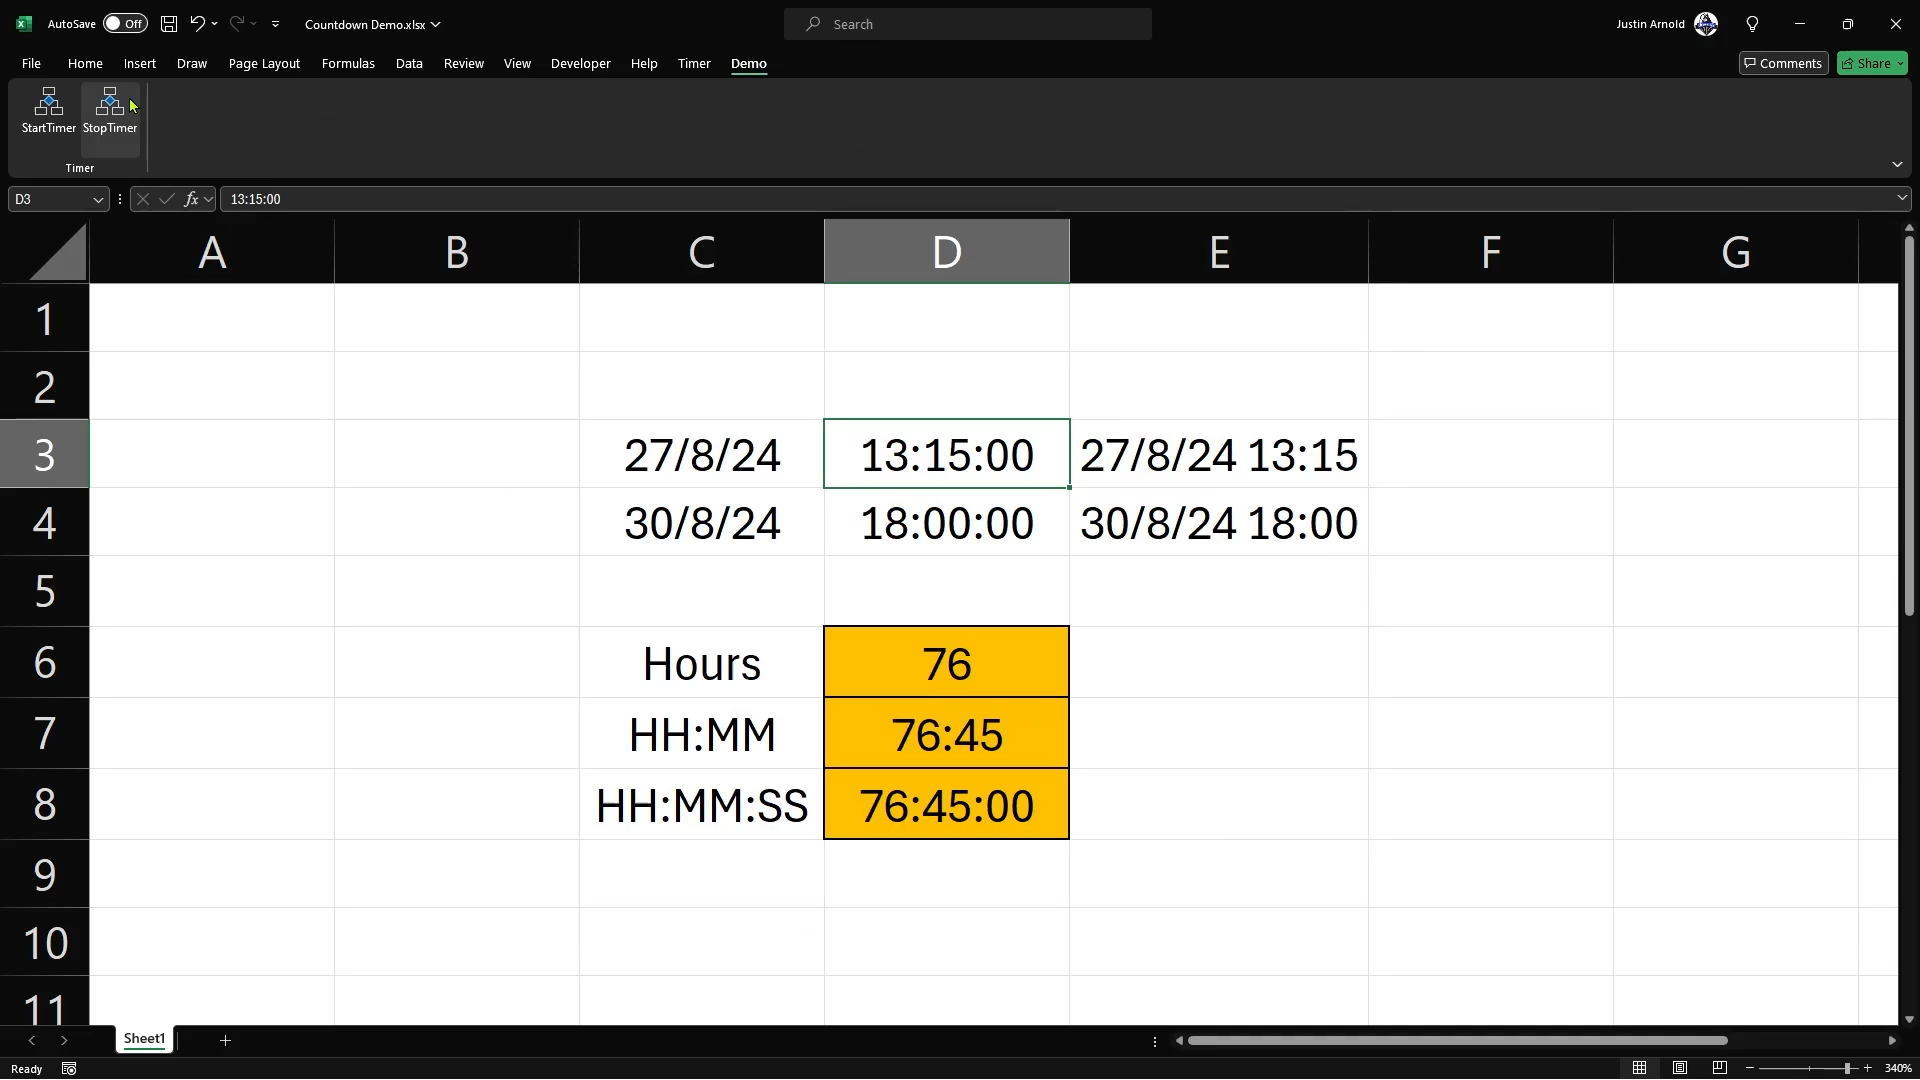 AutoSave Off Countdown Demo.xlsx Search Justin Arnold
File Home Insert Draw Page Layout Formulas Data Review View Developer Help Timer Demo Comments Share
StartTimer StopTimer
Timer
D3 fx 13:15:00
A B C D E F G
1
2
3 27/8/24 13:15:00 27/8/24 13:15
4 30/8/24 18:00:00 30/8/24 18:00
5
6 Hours 76
7 HH:MM 76:45
8 HH:MM:SS 76:45:00
9
10
11
Sheet1
Ready 340%